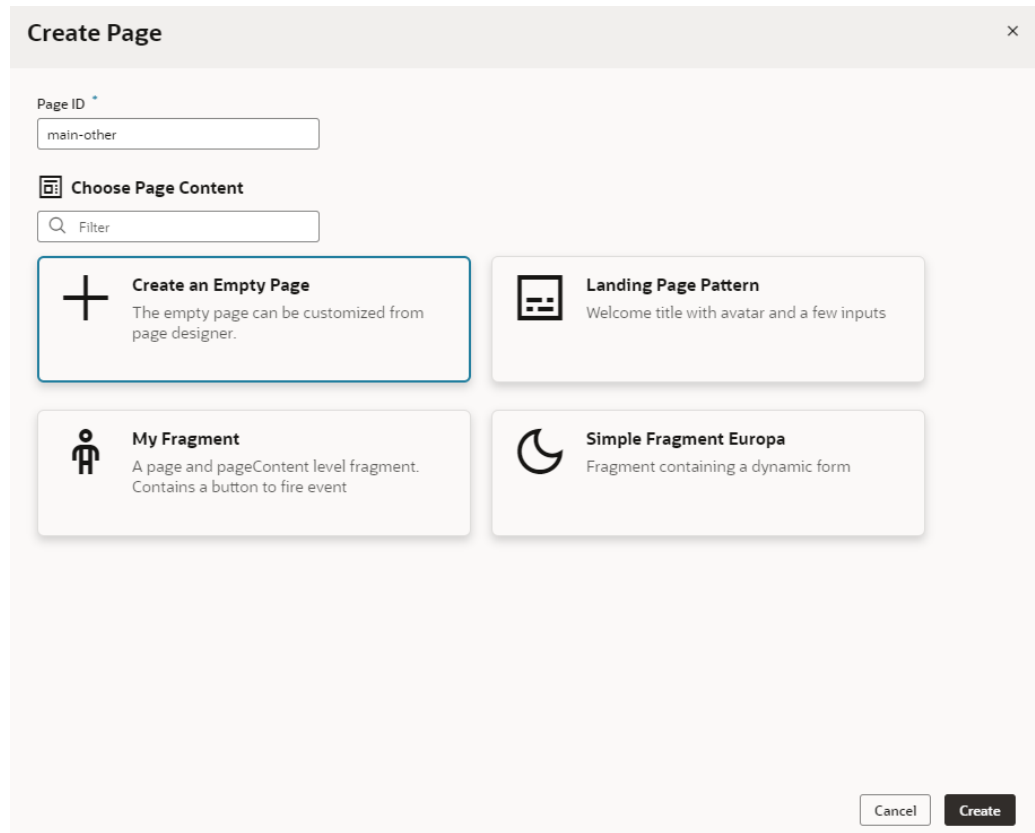 Create Page
Page ID *
main-other
Choose Page Content
Filter
Create an Empty Page
The empty page can be customized from
page designer.
Landing Page Pattern
Welcome title with avatar and a few inputs
My Fragment
A page and pageContent level fragment.
Contains a button to fire event
Simple Fragment Europa
Fragment containing a dynamic form
Cancel
Create